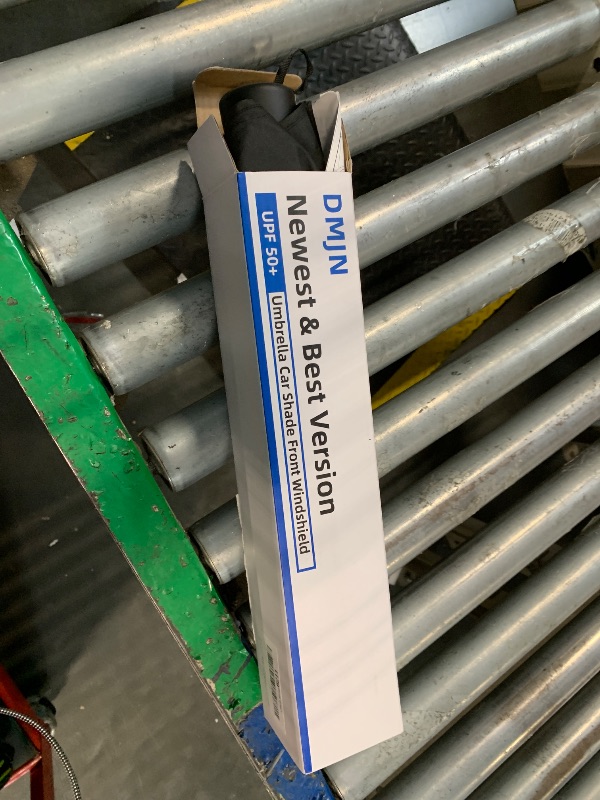 DMJN
Newest & Best Version
UPF 50+
Umbrella Car Shade Front Windshield